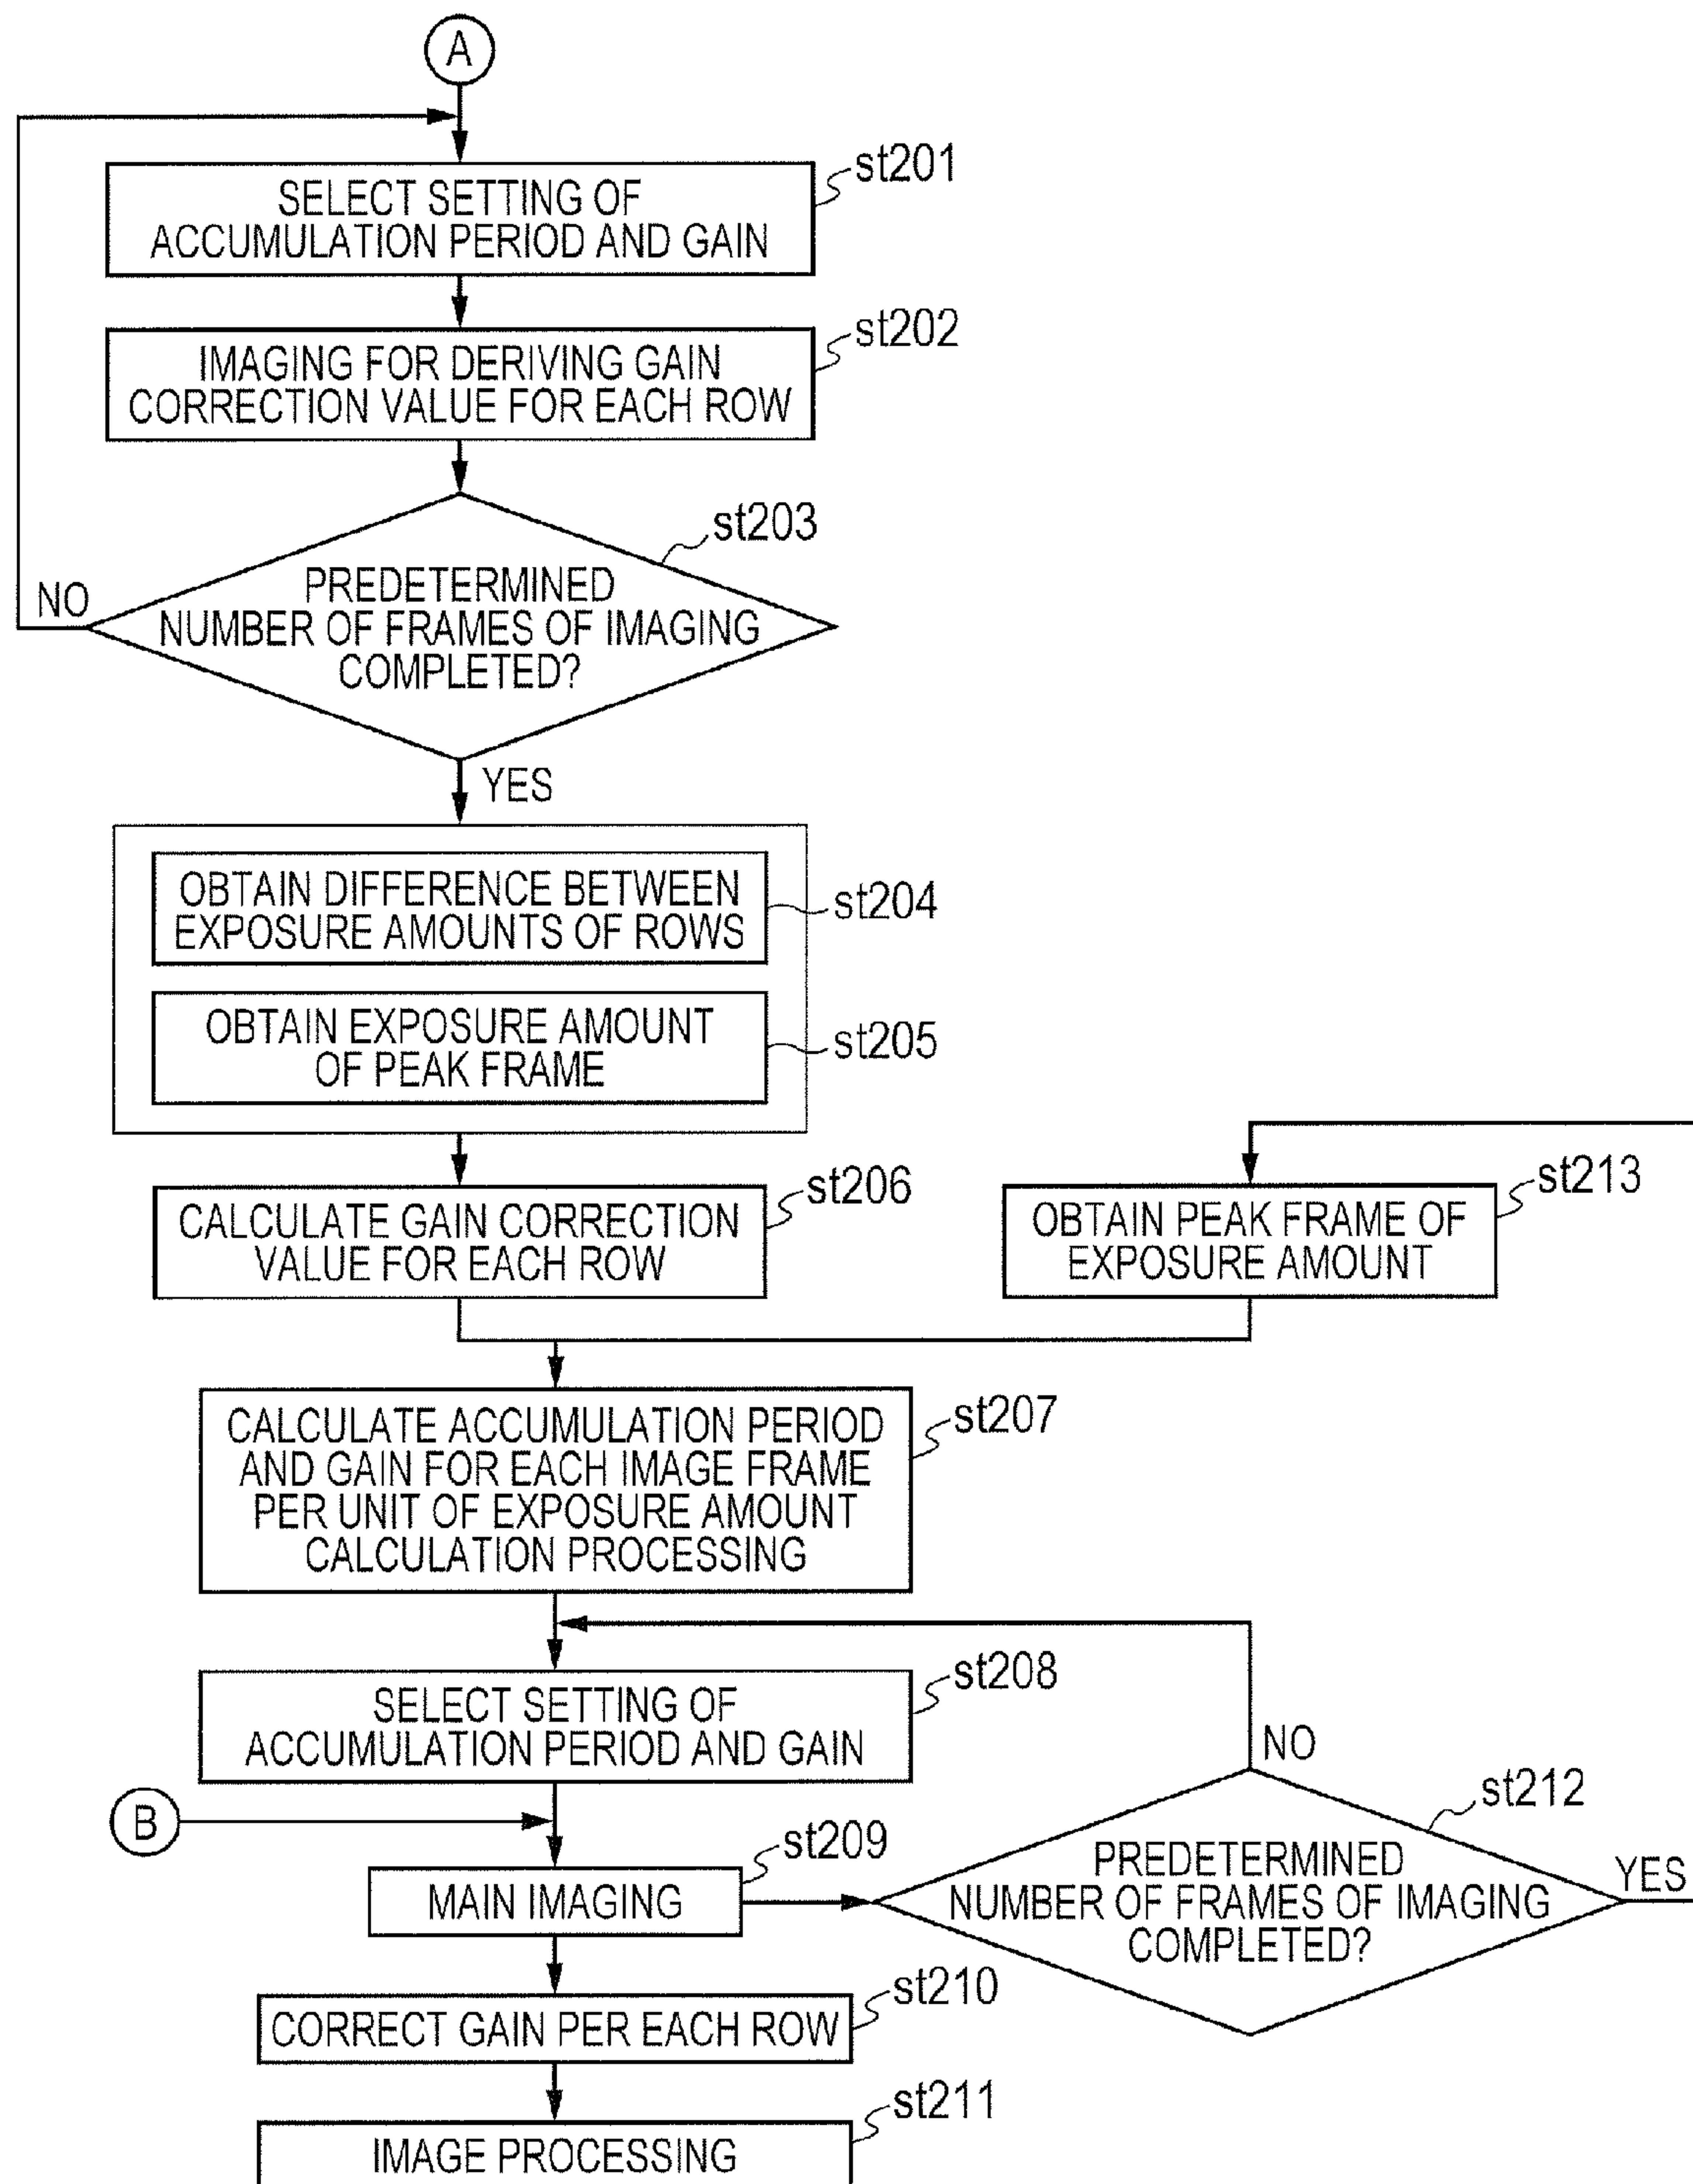 A
st201
SELECT SETTING OF
ACCUMULATION PERIOD AND GAIN
st202
IMAGING FOR DERIVING GAIN
CORRECTION VALUE FOR EACH ROW
st203
NO
PREDETERMINED
NUMBER OF FRAMES OF IMAGING
COMPLETED?
YES
OBTAIN DIFFERENCE BETWEEN
EXPOSURE AMOUNTS OF ROWS
st204
OBTAIN EXPOSURE AMOUNT
OF PEAK FRAME
st205
st206
CALCULATE GAIN CORRECTION
VALUE FOR EACH ROW
st213
OBTAIN PEAK FRAME OF
EXPOSURE AMOUNT
st207
CALCULATE ACCUMULATION PERIOD
AND GAIN FOR EACH IMAGE FRAME
PER UNIT OF EXPOSURE AMOUNT
CALCULATION PROCESSING
st208
SELECT SETTING OF
ACCUMULATION PERIOD AND GAIN
NO
B
st209
MAIN IMAGING
st212
PREDETERMINED
NUMBER OF FRAMES OF IMAGING
COMPLETED?
YES
st210
CORRECT GAIN PER EACH ROW
st211
IMAGE PROCESSING